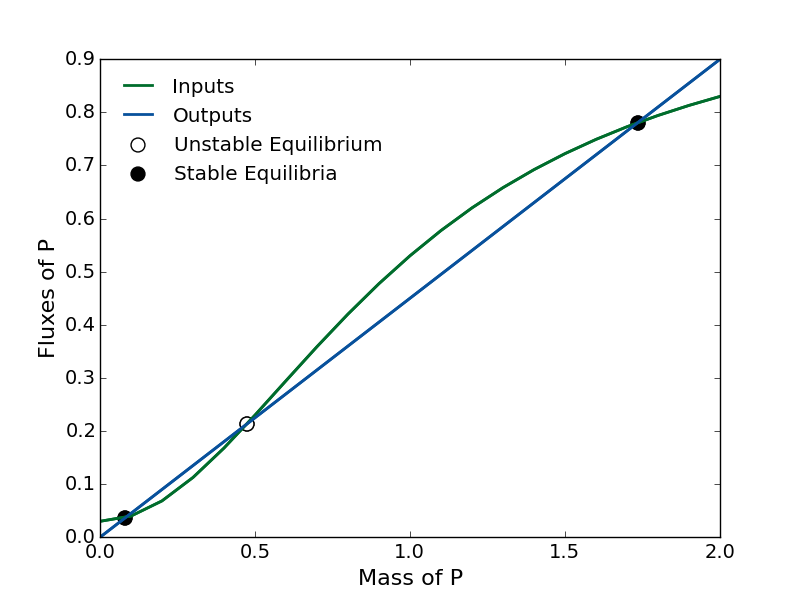 0.9
0.8
0.7
0.6
0.5
0.4
0.3
0.2
0.1
0.0
Fluxes of P
Inputs
Outputs
Unstable Equilibrium
Stable Equilibria
0.0 0.5 1.0 1.5 2.0
Mass of P